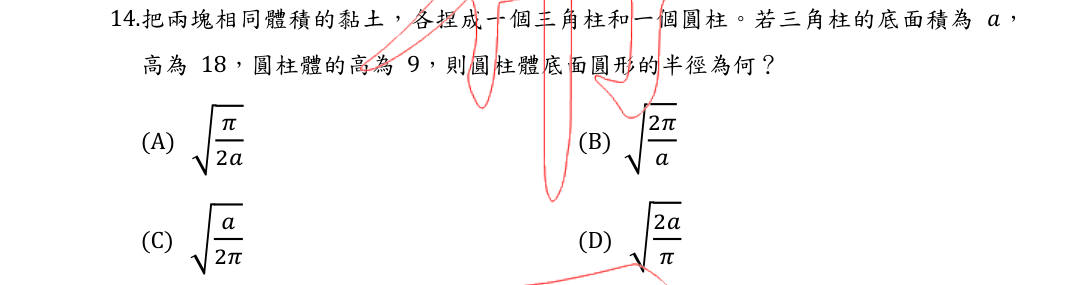 14.把兩塊相同體積的黏土，各捏成一個三角柱和一個圓柱。若三角柱的底面積為 a，
高為 18，圓柱體的高為 9，則圓柱體底面圓形的半徑為何？
(A) √(π/2a) (B) √(2π/a)
(C) √(a/2π) (D) √(2a/π)